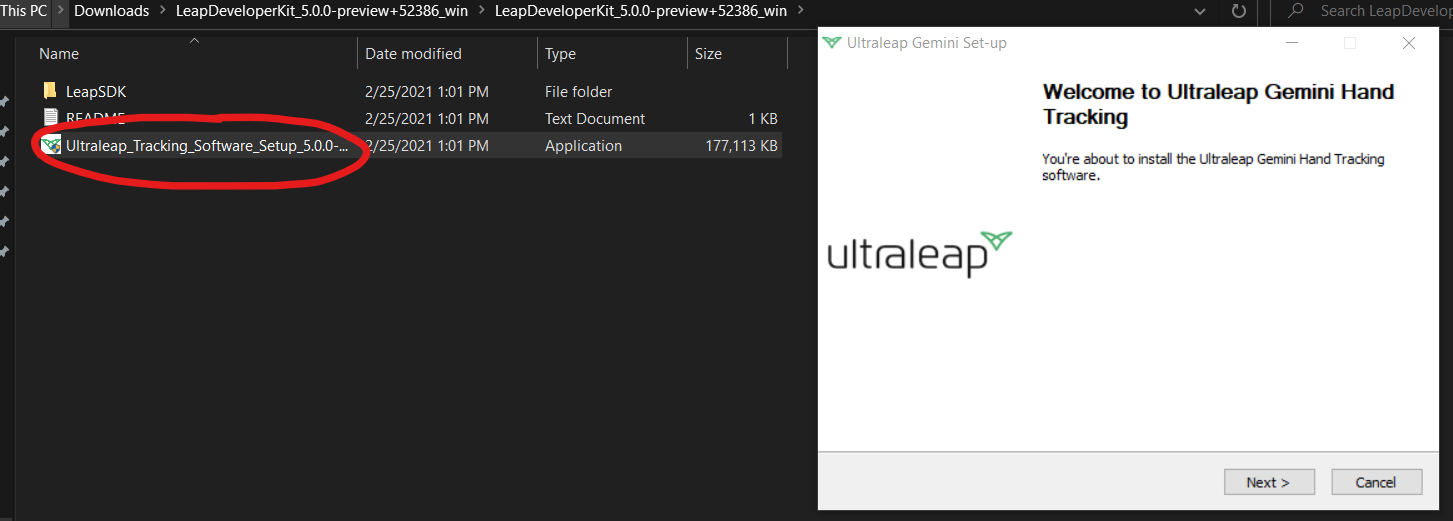 This PC > Downloads > LeapDeveloperKit_5.0.0-preview+52386_win > LeapDeveloperKit_5.0.0-preview+52386_win >
Search LeapDevelo
Name Date modified Type Size
LeapSDK 2/25/2021 1:01 PM File folder
README 2/25/2021 1:01 PM Text Document 1 KB
Ultraleap_Tracking_Software_Setup_5.0.0-... 2/25/2021 1:01 PM Application 177,113 KB
Ultraleap Gemini Set-up
Welcome to Ultraleap Gemini Hand
Tracking
You're about to install the Ultraleap Gemini Hand Tracking
software.
ultraleap
Next > Cancel